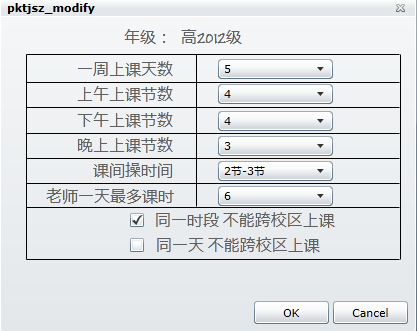 pktjsz_modify
年级： 高2012级
一周上课天数 5
上午上课节数 4
下午上课节数 4
晚上上课节数 3
课间操时间 2节-3节
老师一天最多课时 6
同一时段 不能跨校区上课
同一天 不能跨校区上课
OK Cancel